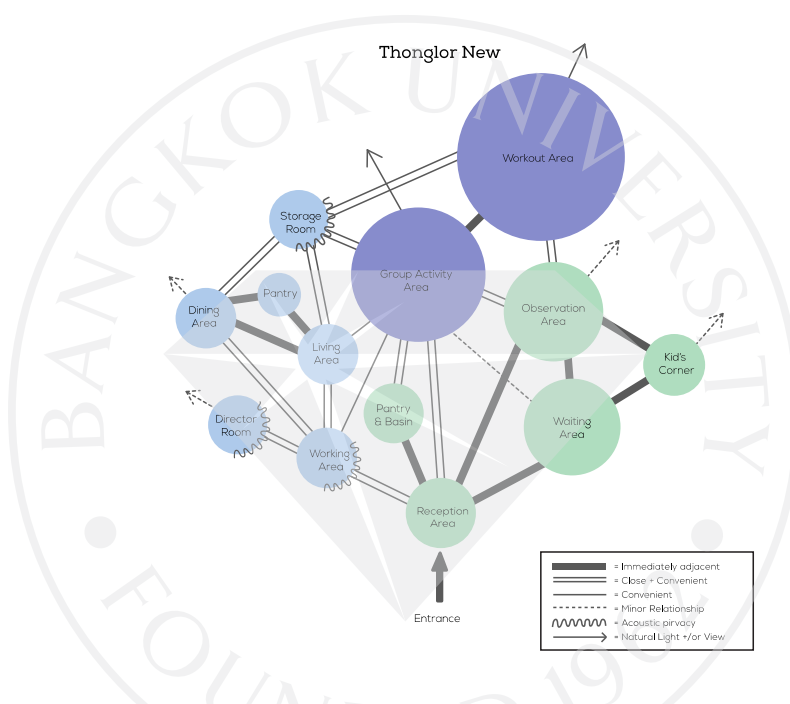 Thonglor New
Workout Area
Storage
Room
Group Activity
Area
Pantry
Dining
Area
Observation
Area
Living
Area
Kid's
Corner
Director
Room
Pantry
& Basin
Waiting
Area
Working
Area
Reception
Area
Entrance
= Immediately adjacent
= Close + Convenient
= Convenient
= Minor Relationship
= Acoustic pirvacy
= Natural Light +/or View
BANGKOK UNIVERSITY
FOUNDED 1962